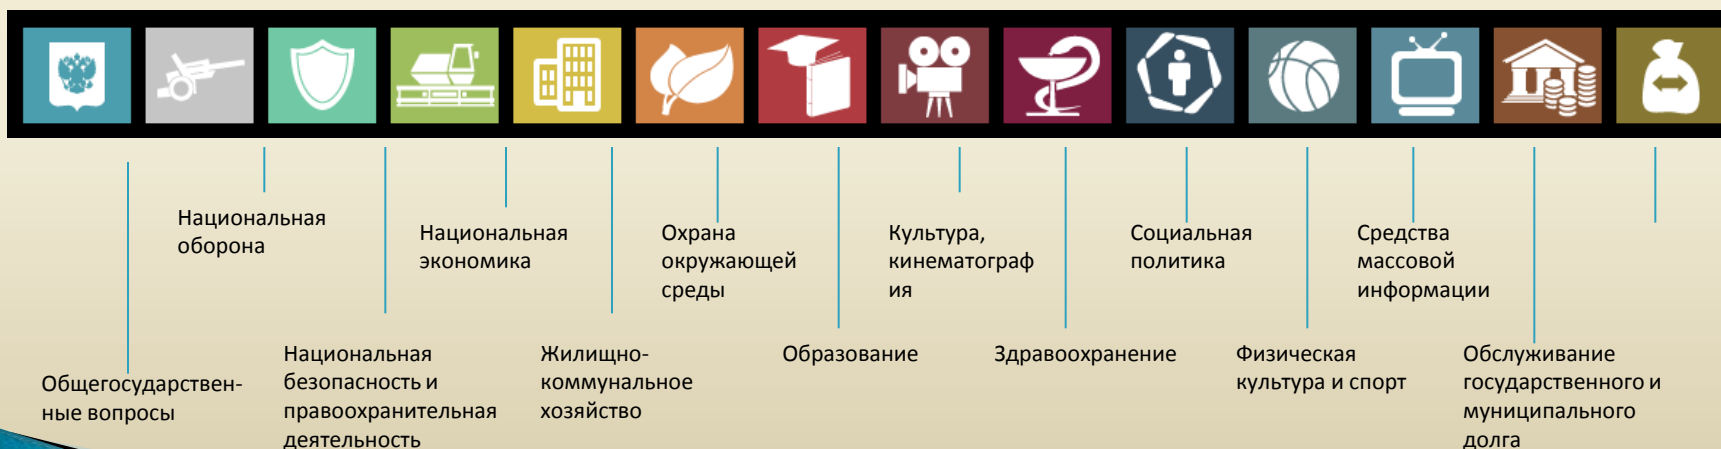 Национальная
оборона
Национальная
экономика
Охрана
окружающей
среды
Культура,
кинематограф
ия
Социальная
политика
Средства
массовой
информации
Общегосударствен-
ные вопросы
Национальная
безопасность и
правоохранительная
деятельность
Жилищно-
коммунальное
хозяйство
Образование
Здравоохранение
Физическая
культура и спорт
Обслуживание
государственного и
муниципального
долга